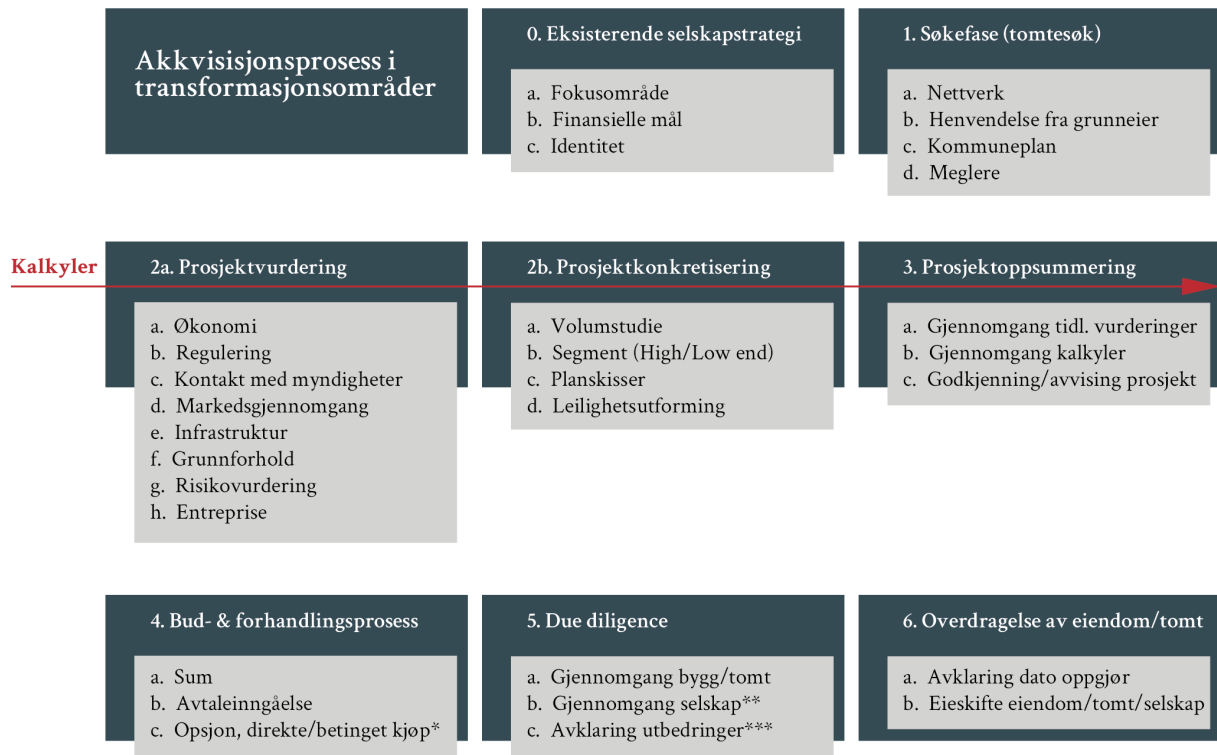 Akkvisisjonsprosess i
transformasjonsområder
0. Eksisterende selskapstrategi
a. Fokusområde
b. Finansielle mål
c. Identitet
1. Søkefase (tomtesøk)
a. Nettverk
b. Henvendelse fra grunneier
c. Kommuneplan
d. Meglere
Kalkyler
2a. Prosjektvurdering
a. Økonomi
b. Regulering
c. Kontakt med myndigheter
d. Markedsgjennomgang
e. Infrastruktur
f. Grunnforhold
g. Risikovurdering
h. Entreprise
2b. Prosjektkonkretisering
a. Volumstudie
b. Segment (High/Low end)
c. Planskisser
d. Leilighetsutforming
3. Prosjektoppsummering
a. Gjennomgang tidl. vurderinger
b. Gjennomgang kalkyler
c. Godkjenning/avvising prosjekt
4. Bud- & forhandlingsprosess
a. Sum
b. Avtaleinngåelse
c. Opsjon, direkte/betinget kjøp*
5. Due diligence
a. Gjennomgang bygg/tomt
b. Gjennomgang selskap**
c. Avklaring utbedringer***
6. Overdragelse av eiendom/tomt
a. Avklaring dato oppgjør
b. Eieskifte eiendom/tomt/selskap